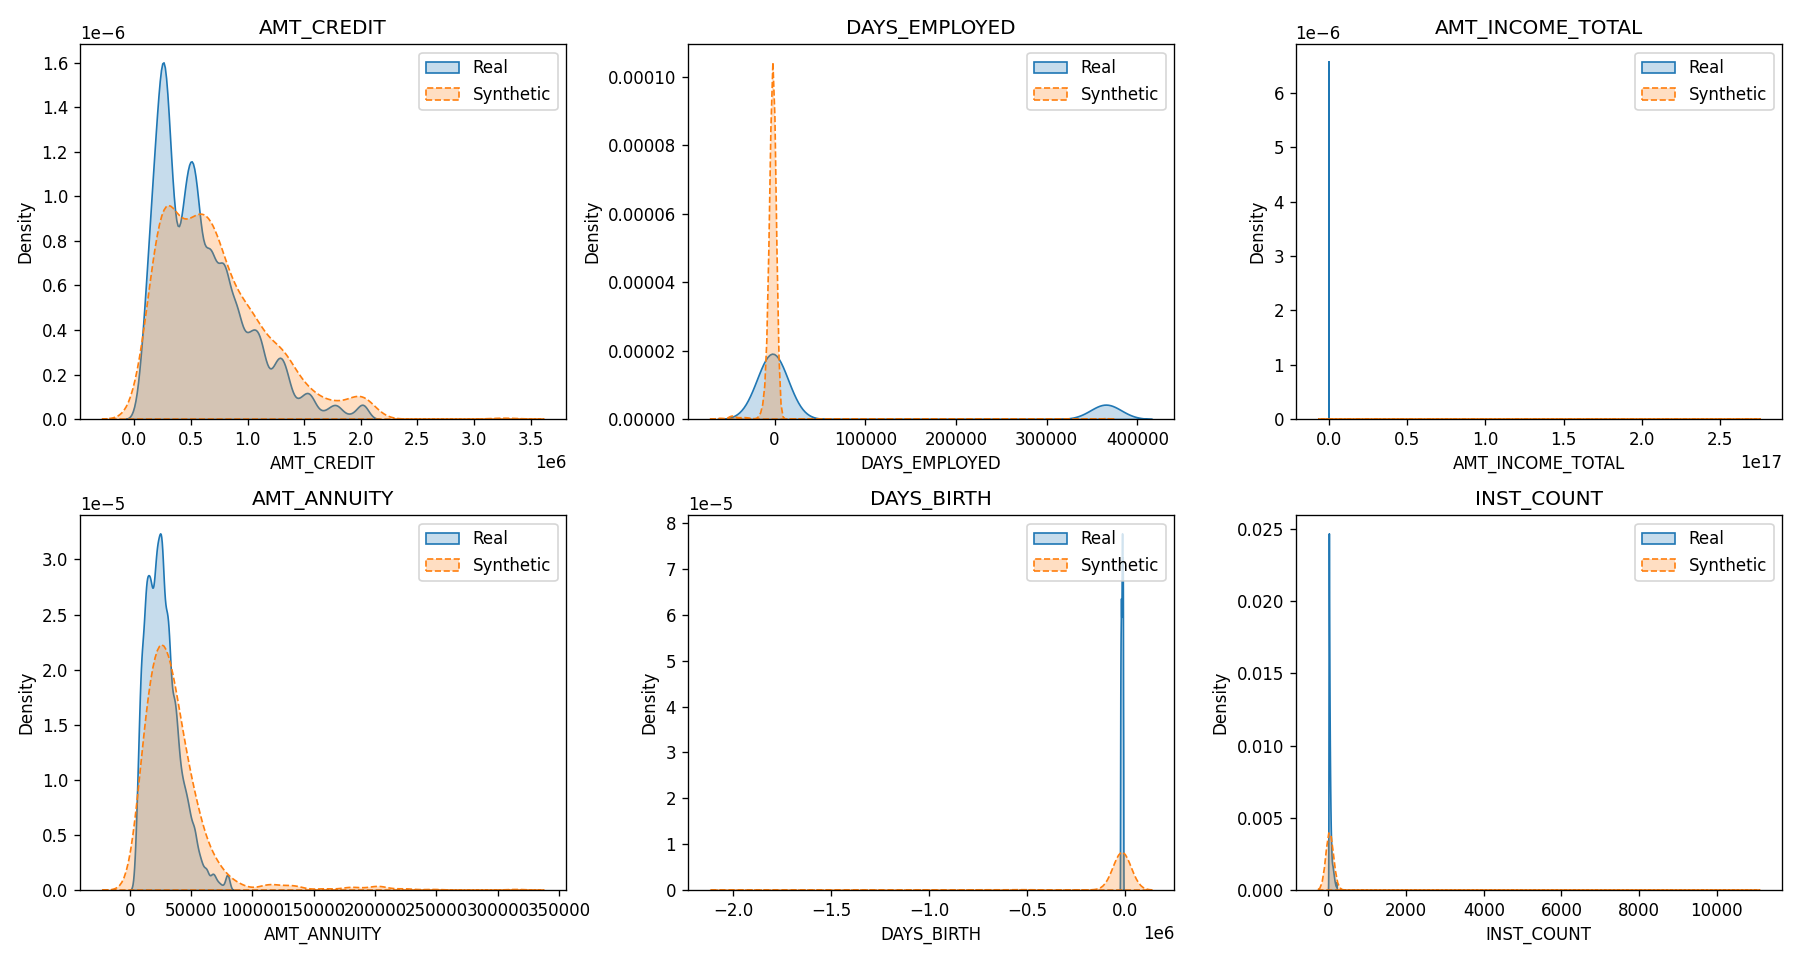 AMT_CREDIT
1e−6
Real
Synthetic
1.6
1.4
1.2
1.0
0.8
0.6
0.4
0.2
0.0
Density
0.0 0.5 1.0 1.5 2.0 2.5 3.0 3.5
1e6
AMT_CREDIT
DAYS_EMPLOYED
Real
Synthetic
0.00010
0.00008
0.00006
0.00004
0.00002
0.00000
Density
0 100000 200000 300000 400000
DAYS_EMPLOYED
AMT_INCOME_TOTAL
1e−6
Real
Synthetic
6
5
4
3
2
1
0
Density
0.0 0.5 1.0 1.5 2.0 2.5
1e17
AMT_INCOME_TOTAL
AMT_ANNUITY
1e−5
Real
Synthetic
3.0
2.5
2.0
1.5
1.0
0.5
0.0
Density
0 50000 100000 150000 200000 250000 300000 350000
AMT_ANNUITY
DAYS_BIRTH
1e−5
Real
Synthetic
8
7
6
5
4
3
2
1
0
Density
−2.0 −1.5 −1.0 −0.5 0.0
1e6
DAYS_BIRTH
INST_COUNT
Real
Synthetic
0.025
0.020
0.015
0.010
0.005
0.000
Density
0 2000 4000 6000 8000 10000
INST_COUNT